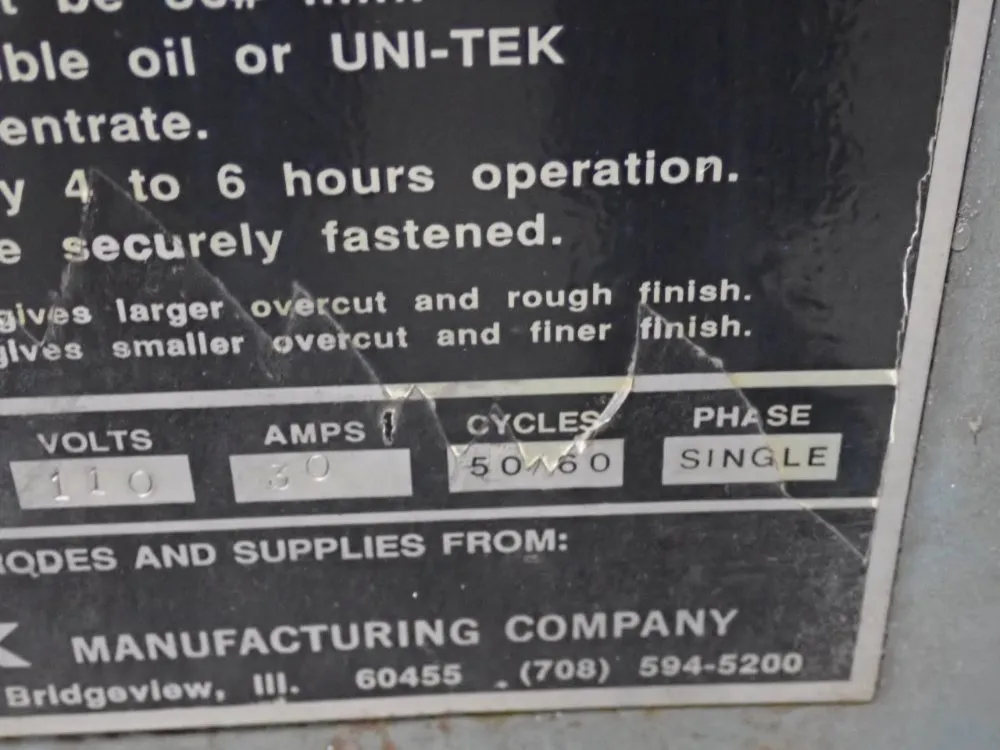 be
ble oil or UNI-TEK
entrate.
y 4 to 6 hours operation.
e securely fastened.
gives larger overcut and rough finish.
gives smaller overcut and finer finish.
VOLTS AMPS CYCLES PHASE
110 30 50/60 SINGLE
RODES AND SUPPLIES FROM:
K MANUFACTURING COMPANY
Bridgeview, Ill. 60455 (708) 594-5200